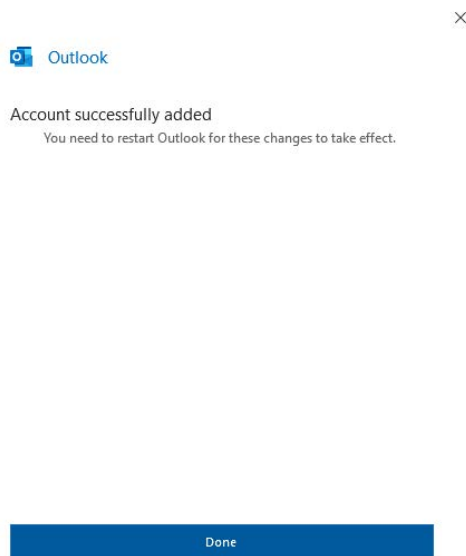 Outlook
Account successfully added
You need to restart Outlook for these changes to take effect.
Done